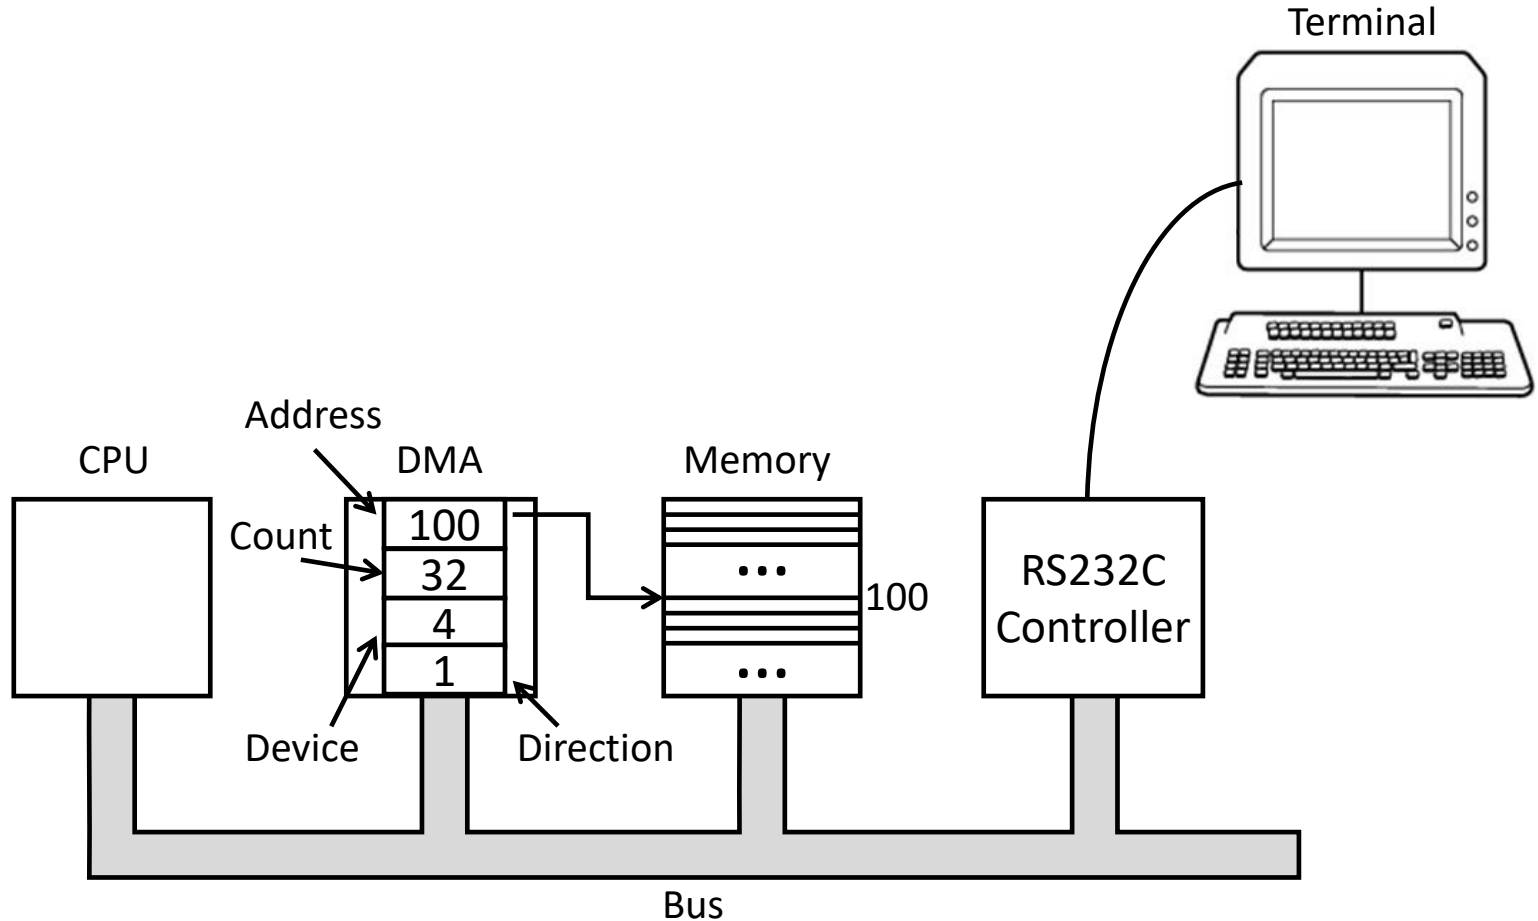 Terminal
Address
CPU
DMA
Memory
100
Count
32
...
100
RS232C
Controller
4
1
...
Device
Direction
Bus